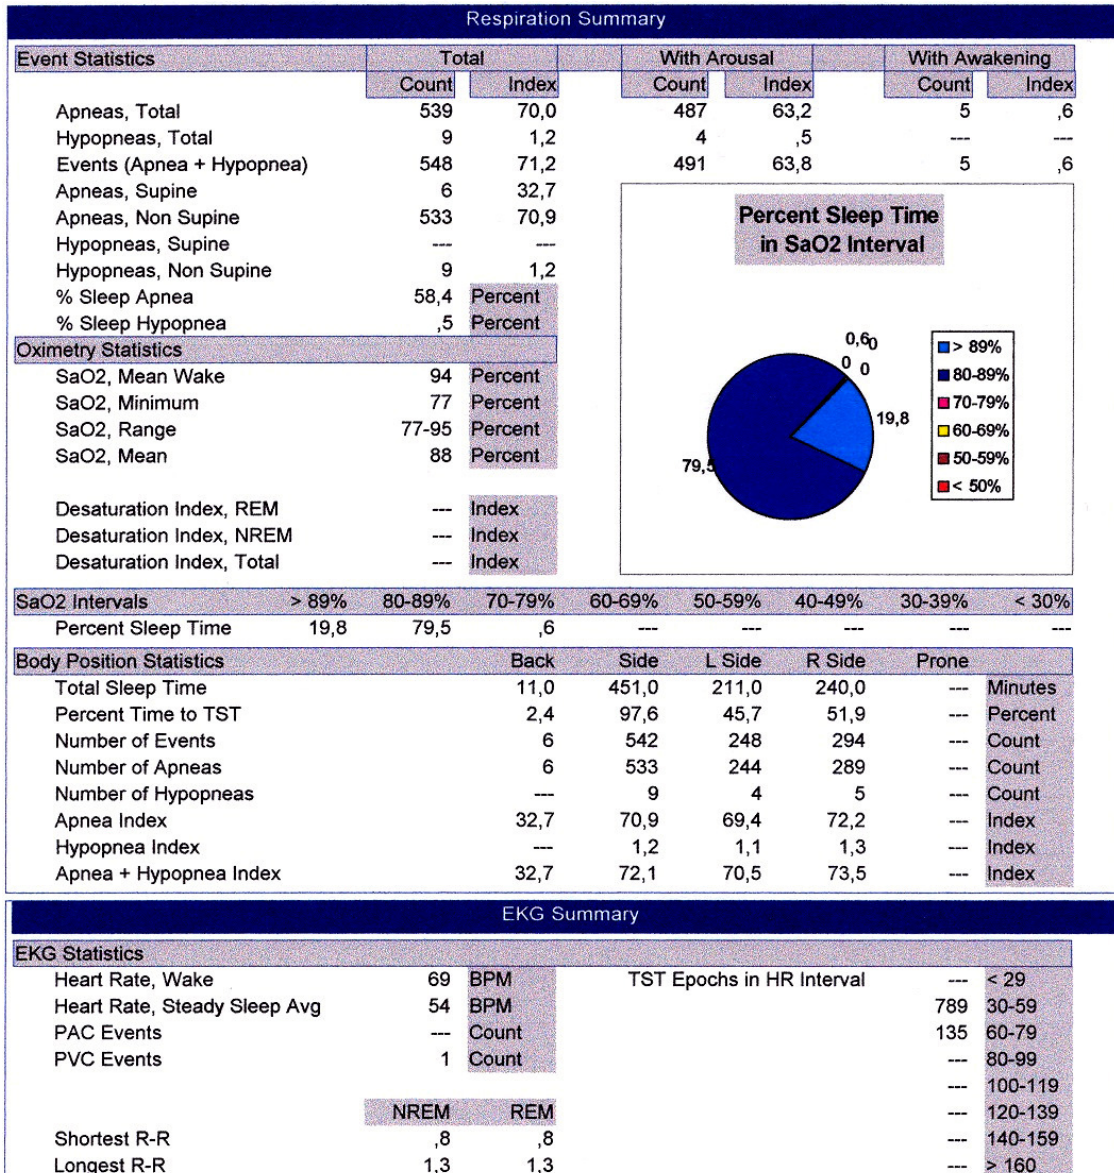 Respiration Summary
Event Statistics Total With Arousal With Awakening
Count Index Count Index Count Index
Apneas, Total 539 70,0 487 63,2 5 ,6
Hypopneas, Total 9 1,2 4 ,5 --- ---
Events (Apnea + Hypopnea) 548 71,2 491 63,8 5 ,6
Apneas, Supine 6 32,7
Apneas, Non Supine 533 70,9
Hypopneas, Supine --- ---
Hypopneas, Non Supine 9 1,2
% Sleep Apnea 58,4 Percent
% Sleep Hypopnea ,5 Percent
Percent Sleep Time
in SaO2 Interval
0,6 0
0 0
19,8
79,5
> 89%
80-89%
70-79%
60-69%
50-59%
< 50%
Oximetry Statistics
SaO2, Mean Wake 94 Percent
SaO2, Minimum 77 Percent
SaO2, Range 77-95 Percent
SaO2, Mean 88 Percent
Desaturation Index, REM --- Index
Desaturation Index, NREM --- Index
Desaturation Index, Total --- Index
SaO2 Intervals > 89% 80-89% 70-79% 60-69% 50-59% 40-49% 30-39% < 30%
Percent Sleep Time 19,8 79,5 ,6 --- --- --- --- ---
Body Position Statistics Back Side L Side R Side Prone
Total Sleep Time 11,0 451,0 211,0 240,0 --- Minutes
Percent Time to TST 2,4 97,6 45,7 51,9 --- Percent
Number of Events 6 542 248 294 --- Count
Number of Apneas 6 533 244 289 --- Count
Number of Hypopneas --- 9 4 5 --- Count
Apnea Index 32,7 70,9 69,4 72,2 --- Index
Hypopnea Index --- 1,2 1,1 1,3 --- Index
Apnea + Hypopnea Index 32,7 72,1 70,5 73,5 --- Index
EKG Summary
EKG Statistics
Heart Rate, Wake 69 BPM TST Epochs in HR Interval --- < 29
Heart Rate, Steady Sleep Avg 54 BPM 789 30-59
PAC Events --- Count 135 60-79
PVC Events 1 Count --- 80-99
--- 100-119
NREM REM --- 120-139
Shortest R-R ,8 ,8 --- 140-159
Longest R-R 1,3 1,3 --- > 160